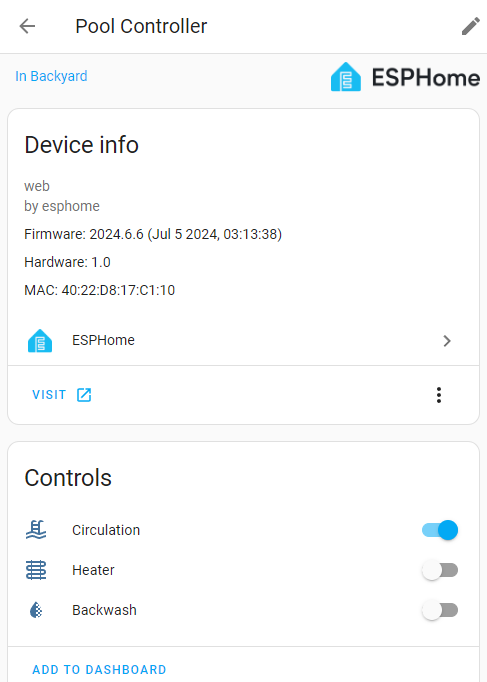 Pool Controller
In Backyard
ESPHome
Device info
web
by esphome
Firmware: 2024.6.6 (Jul 5 2024, 03:13:38)
Hardware: 1.0
MAC: 40:22:D8:17:C1:10
ESPHome
VISIT
Controls
Circulation
Heater
Backwash
ADD TO DASHBOARD